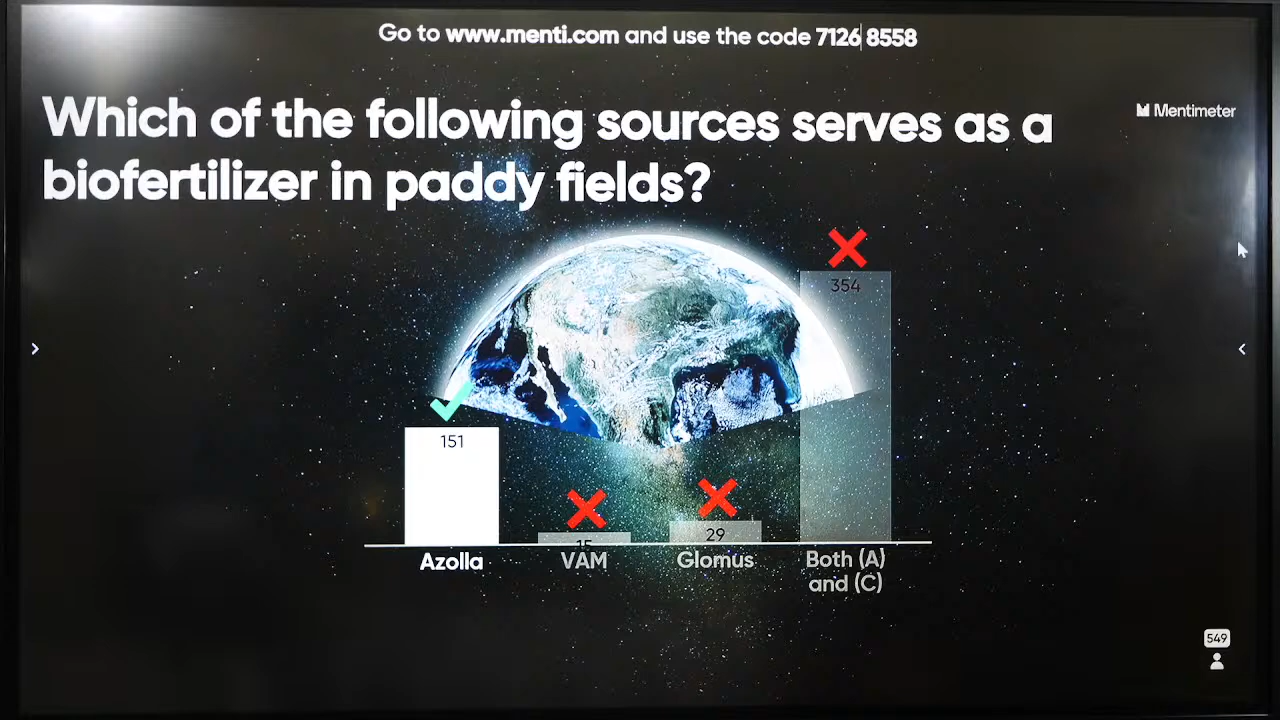 Go to www.menti.com and use the code 7126 8558
Which of the following sources serves as a
biofertilizer in paddy fields?
Mentimeter
354
151
15
29
Azolla
VAM
Glomus
Both (A)
and (C)
549